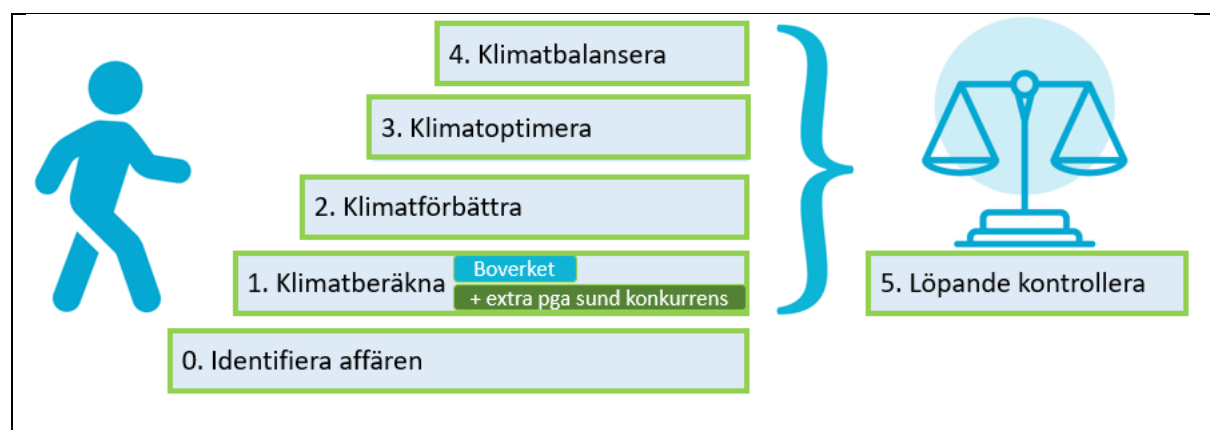 4. Klimatbalansera
3. Klimatoptimera
2. Klimatförbättra
1. Klimatberäkna
Boverket
+ extra pga sund konkurrens
0. Identifiera affären
5. Löpande kontrollera